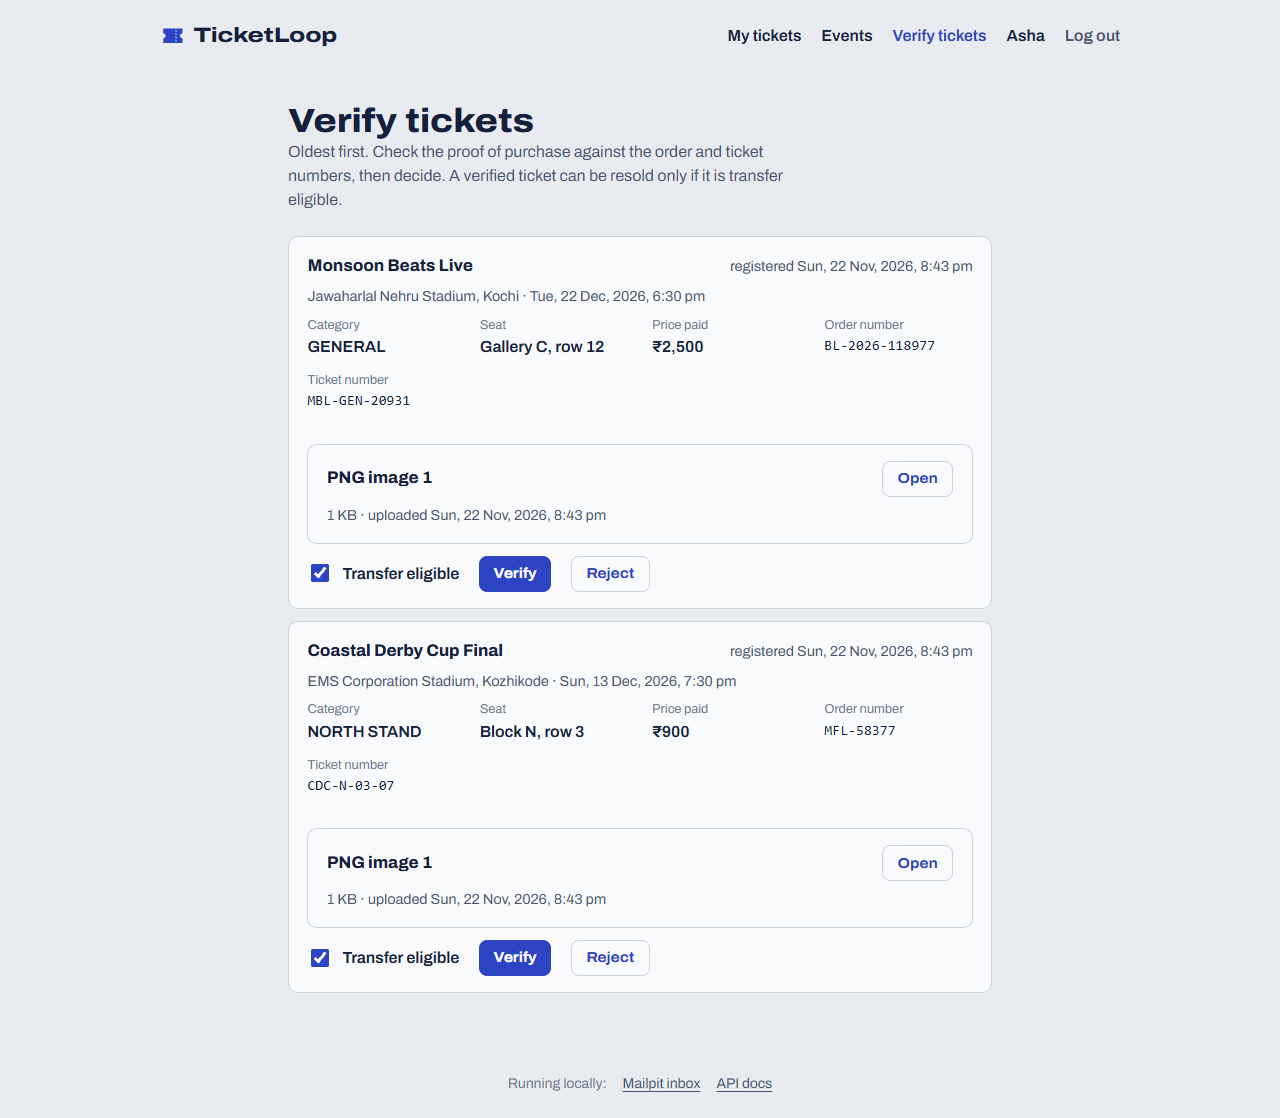 TicketLoop
My tickets Events Verify tickets Asha Log out
Verify tickets
Oldest first. Check the proof of purchase against the order and ticket
numbers, then decide. A verified ticket can be resold only if it is transfer
eligible.
Monsoon Beats Live registered Sun, 22 Nov, 2026, 8:43 pm
Jawaharlal Nehru Stadium, Kochi · Tue, 22 Dec, 2026, 6:30 pm
Category Seat Price paid Order number
GENERAL Gallery C, row 12 ₹2,500 BL-2026-118977
Ticket number
MBL-GEN-20931
PNG image 1 Open
1 KB · uploaded Sun, 22 Nov, 2026, 8:43 pm
Transfer eligible Verify Reject
Coastal Derby Cup Final registered Sun, 22 Nov, 2026, 8:43 pm
EMS Corporation Stadium, Kozhikode · Sun, 13 Dec, 2026, 7:30 pm
Category Seat Price paid Order number
NORTH STAND Block N, row 3 ₹900 MFL-58377
Ticket number
CDC-N-03-07
PNG image 1 Open
1 KB · uploaded Sun, 22 Nov, 2026, 8:43 pm
Transfer eligible Verify Reject
Running locally: Mailpit inbox API docs